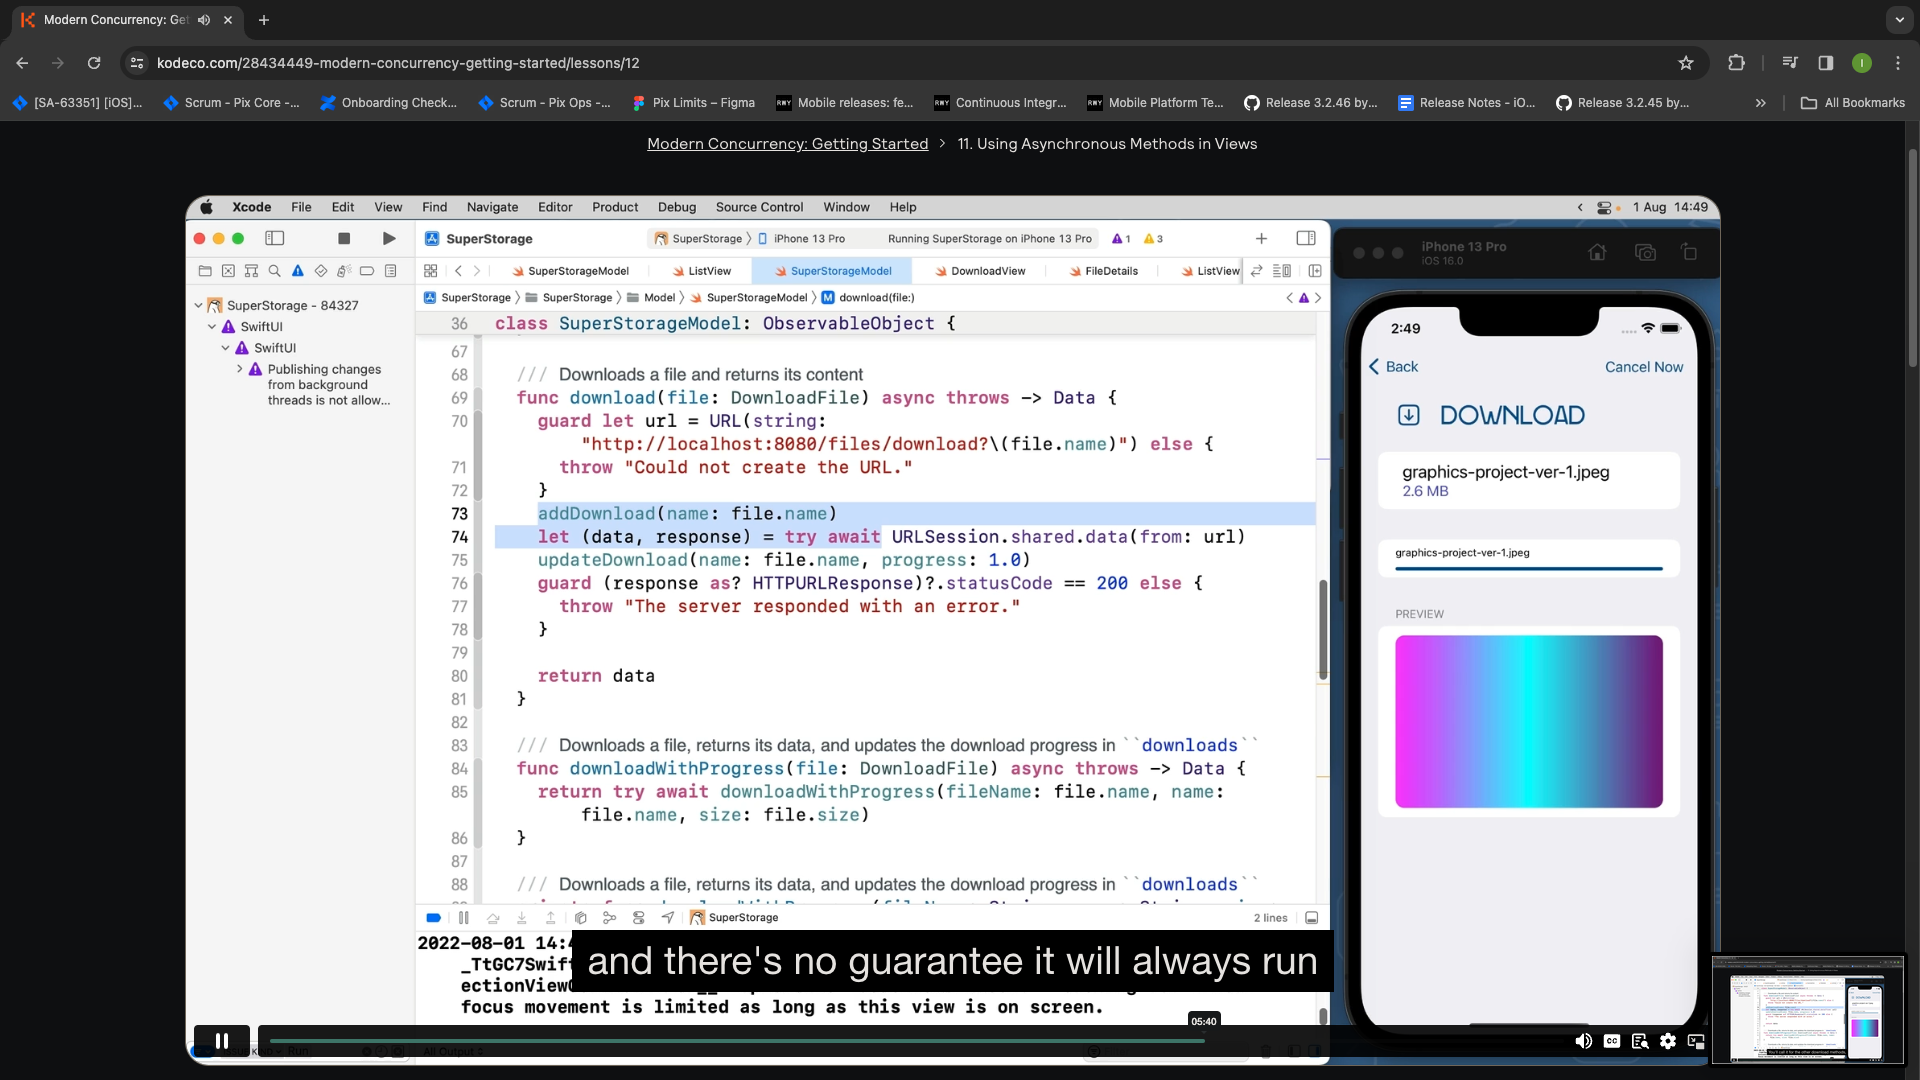 Modern Concurrency: Get
kodeco.com/28434449-modern-concurrency-getting-started/lessons/12
[SA-63351] [iOS]...
Scrum - Pix Core -...
Onboarding Check...
Scrum - Pix Ops -...
Pix Limits – Figma
RWY Mobile releases: fe...
RWY Continuous Integr...
RWY Mobile Platform Te...
Release 3.2.46 by...
Release Notes - iO...
Release 3.2.45 by...
All Bookmarks
Modern Concurrency: Getting Started > 11. Using Asynchronous Methods in Views
Xcode File Edit View Find Navigate Editor Product Debug Source Control Window Help
1 Aug 14:49
SuperStorage
SuperStorage > iPhone 13 Pro
Running SuperStorage on iPhone 13 Pro
1
3
SuperStorageModel
ListView
SuperStorageModel
DownloadView
FileDetails
ListView
SuperStorage > SuperStorage > Model > SuperStorageModel > M download(file:)
SuperStorage - 84327
SwiftUI
SwiftUI
Publishing changes
from background
threads is not allow...
36 class SuperStorageModel: ObservableObject {
67
68 /// Downloads a file and returns its content
69 func download(file: DownloadFile) async throws -> Data {
70 guard let url = URL(string:
"http://localhost:8080/files/download?\(file.name)") else {
71 throw "Could not create the URL."
72 }
73 addDownload(name: file.name)
74 let (data, response) = try await URLSession.shared.data(from: url)
75 updateDownload(name: file.name, progress: 1.0)
76 guard (response as? HTTPURLResponse)?.statusCode == 200 else {
77 throw "The server responded with an error."
78 }
79
80 return data
81 }
82
83 /// Downloads a file, returns its data, and updates the download progress in ``downloads``
84 func downloadWithProgress(file: DownloadFile) async throws -> Data {
85 return try await downloadWithProgress(fileName: file.name, name:
file.name, size: file.size)
86 }
87
88 /// Downloads a file, returns its data, and updates the download progress in ``downloads``
SuperStorage
2 lines
2022-08-01 14:4
_TtGC7Swift
focus movement is limited as long as this view is on screen.
and there's no guarantee it will always run
05:40
iPhone 13 Pro
iOS 16.0
2:49
Back
Cancel Now
DOWNLOAD
graphics-project-ver-1.jpeg
2.6 MB
graphics-project-ver-1.jpeg
PREVIEW